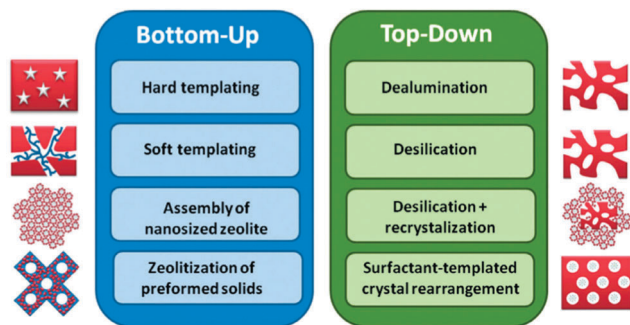 Bottom-Up
Hard templating
Soft templating
Assembly of
nanosized zeolite
Zeolitization of
preformed solids
Top-Down
Dealumination
Desilication
Desilication +
recrystalization
Surfactant-templated
crystal rearrangement